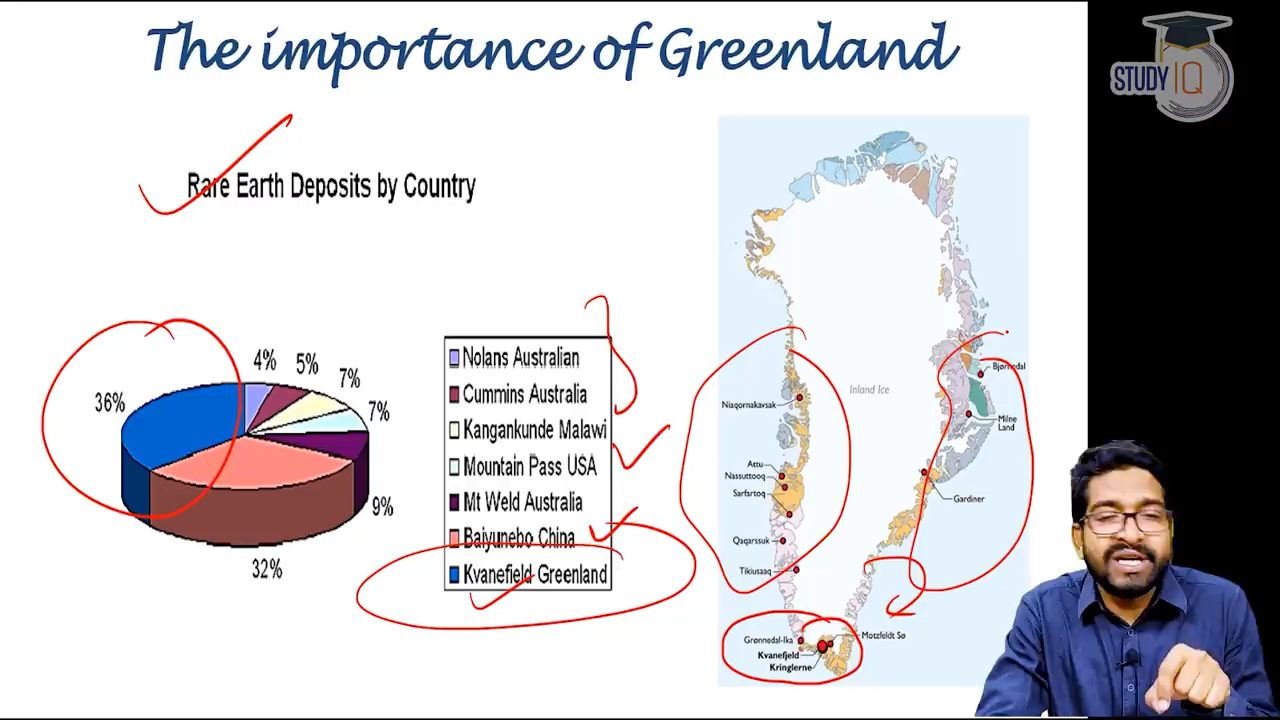 The importance of Greenland
STUDY IQ
Rare Earth Deposits by Country
36%
4%
5%
7%
7%
9%
32%
Nolans Australian
Cummins Australia
Kangankunde Malawi
Mountain Pass USA
Mt Weld Australia
Baiyunebo China
Kvanefield Greenland
Inland Ice
Bjørnedal
Niaqornakavsak
Milne
Land
Attu
Nassuttooq
Sarfartoq
Gardiner
Qaqarssuk
Tikiusaaq
Grønnedal-Ika
Motzfeldt Sø
Kvanefjeld
Kringlerne